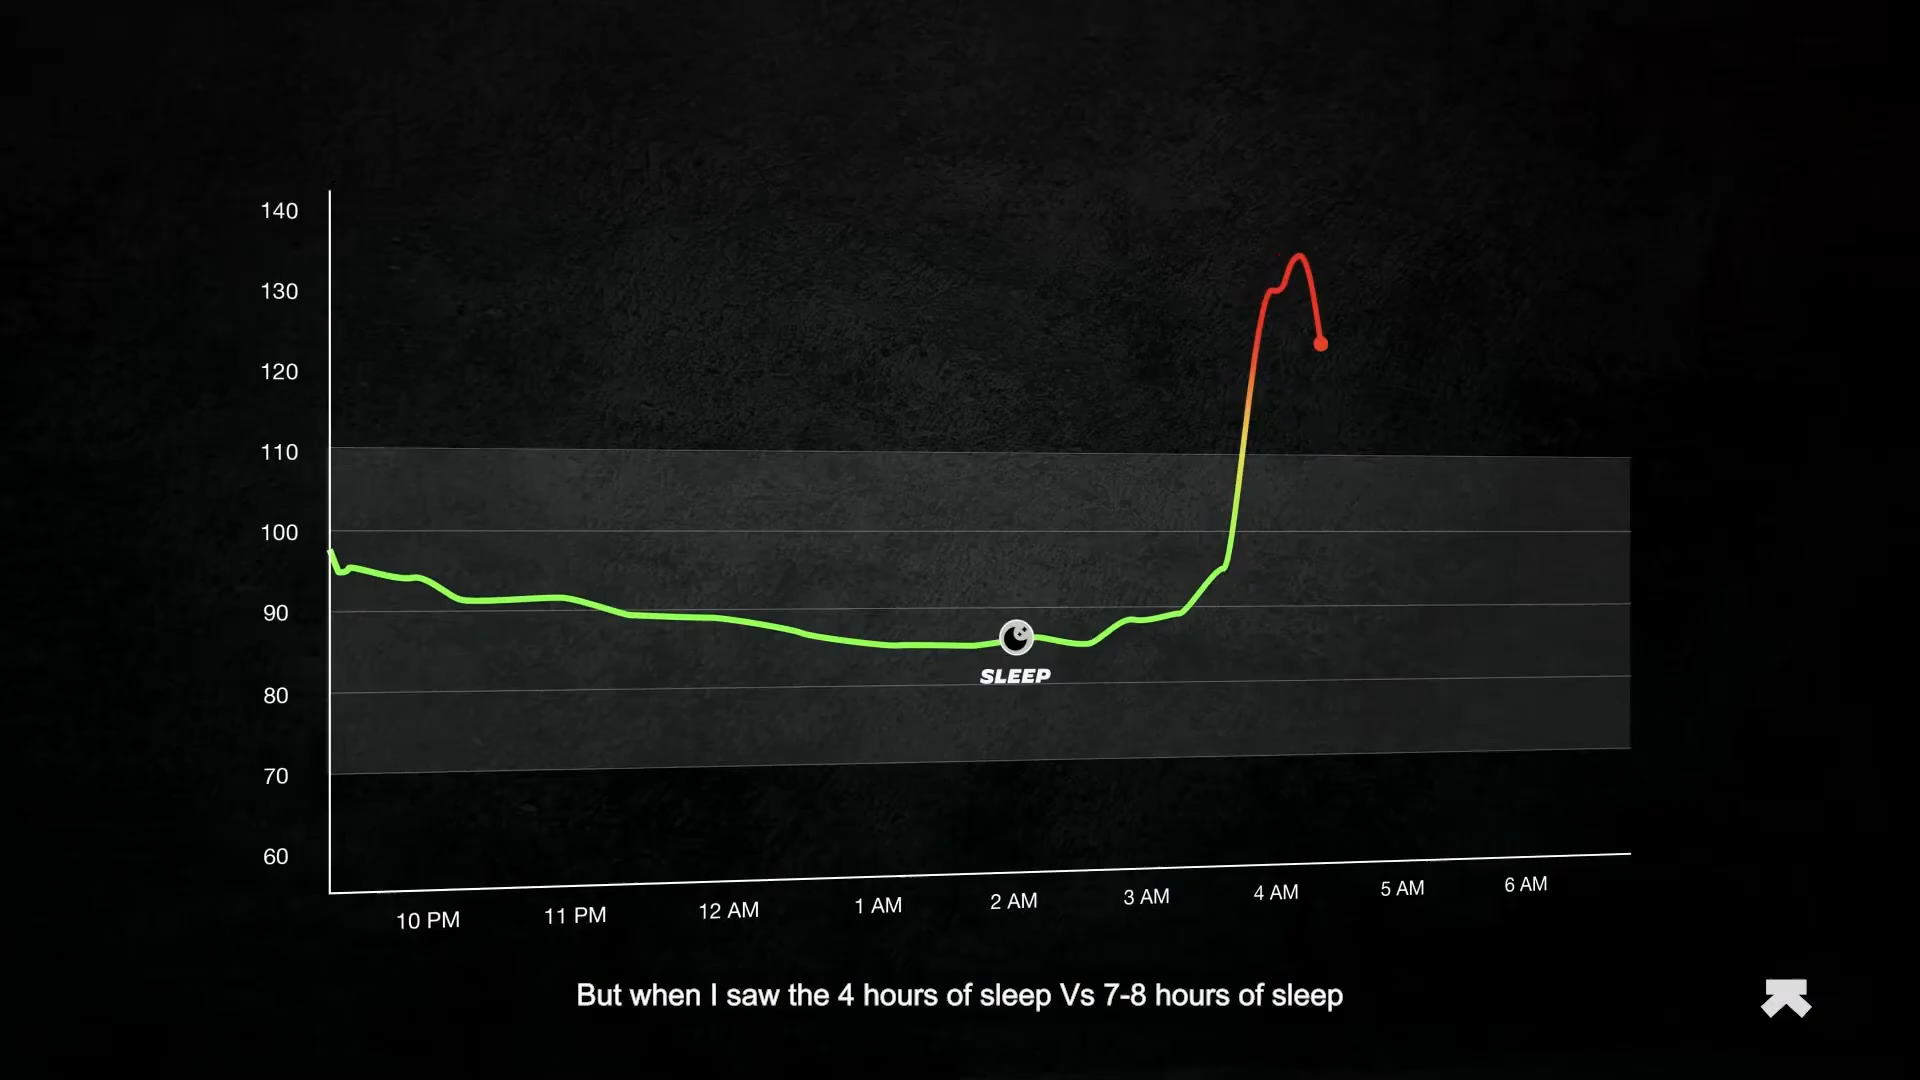 140
130
120
110
100
90
80
70
60
SLEEP
10 PM
11 PM
12 AM
1 AM
2 AM
3 AM
4 AM
5 AM
6 AM
But when I saw the 4 hours of sleep Vs 7-8 hours of sleep